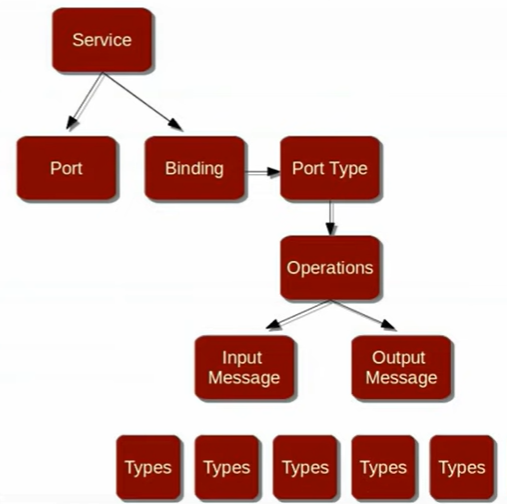 Service
Port
Binding
Port Type
Operations
Input
Message
Output
Message
Types
Types
Types
Types
Types